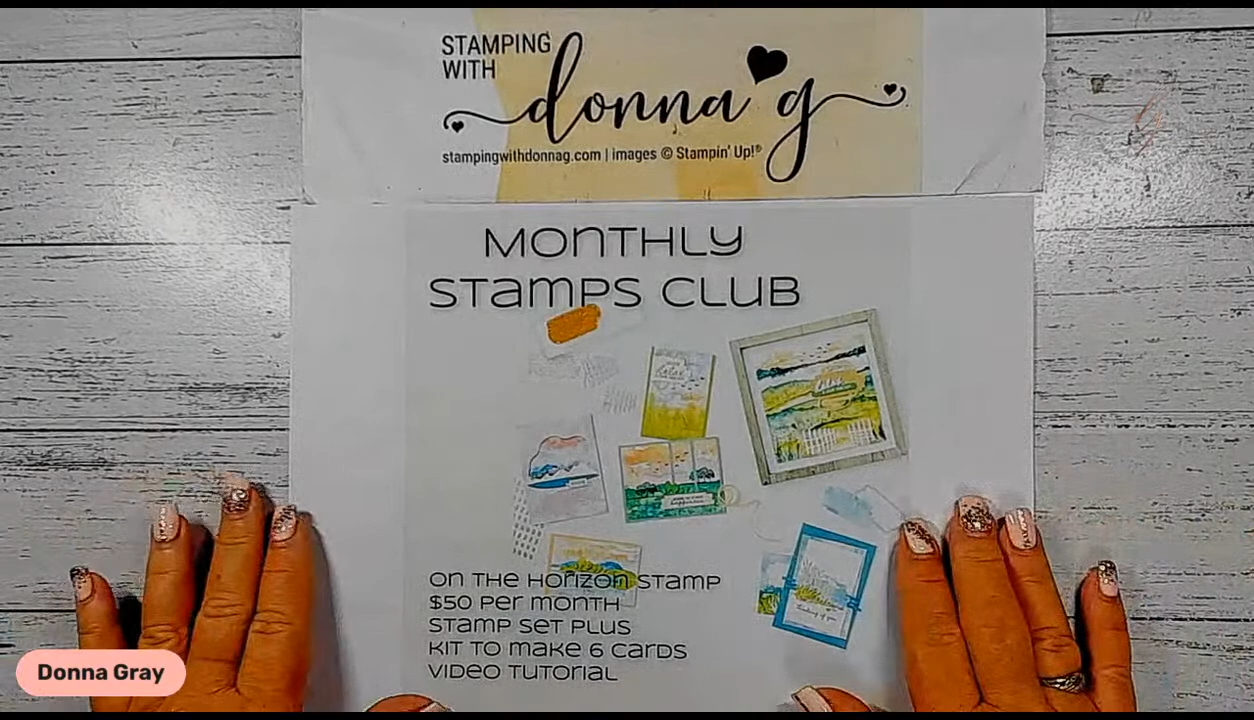 STAMPING
WITH
donna g
stampingwithdonnag.com | images © Stampin' Up!®
MONTHLY
STAMPS CLUB
ON THE HORIZON STAMP
$50 PER MONTH
STAMP SET PLUS
KIT TO MAKE 6 CARDS
VIDEO TUTORIAL
Donna Gray